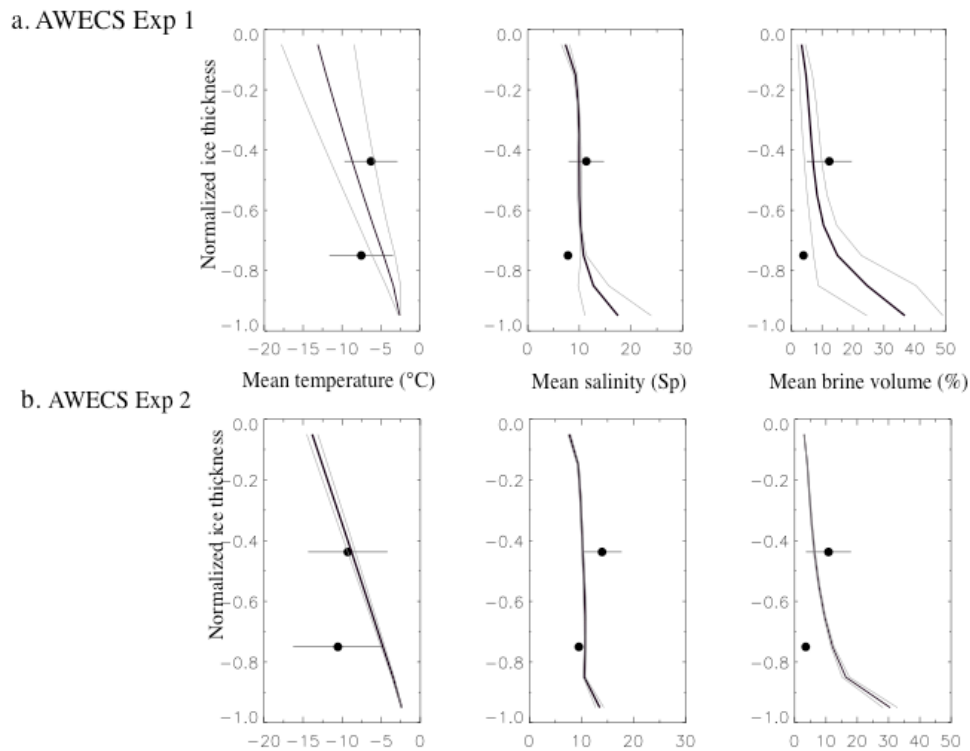 a. AWECS Exp 1
0.0 0.0 0.0
−0.2 −0.2 −0.2
−0.4 −0.4 −0.4
−0.6 −0.6 −0.6
−0.8 −0.8 −0.8
−1.0 −1.0 −1.0
Normalized ice thickness
−20 −15 −10 −5 0 0 10 20 30 0 10 20 30 40 50
Mean temperature (°C) Mean salinity (Sp) Mean brine volume (%)
b. AWECS Exp 2
0.0 0.0 0.0
−0.2 −0.2 −0.2
−0.4 −0.4 −0.4
−0.6 −0.6 −0.6
−0.8 −0.8 −0.8
−1.0 −1.0 −1.0
Normalized ice thickness
−20 −15 −10 −5 0 0 10 20 30 0 10 20 30 40 50